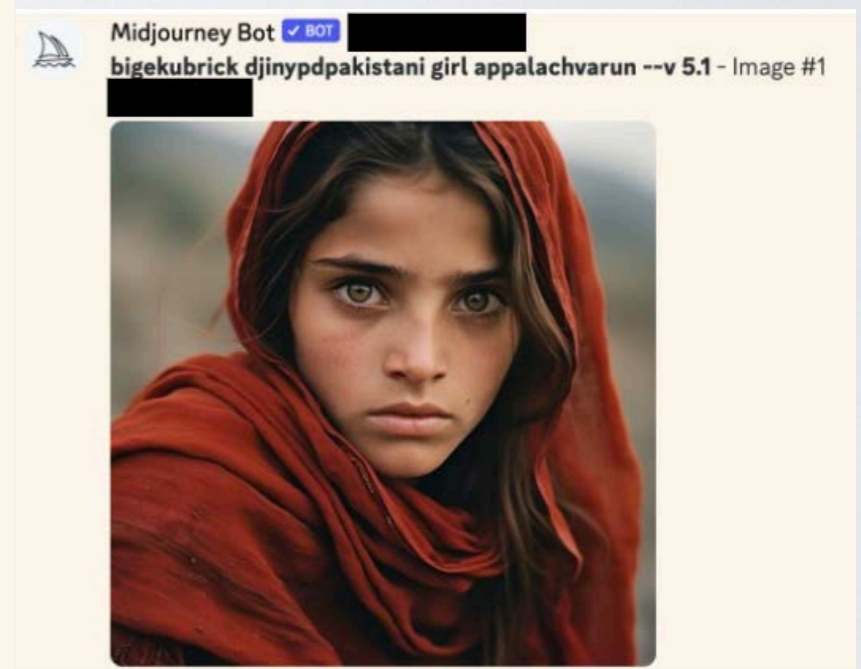 Midjourney Bot ✓ BOT
bigekubrick djinypdpakistani girl appalachvarun --v 5.1 - Image #1